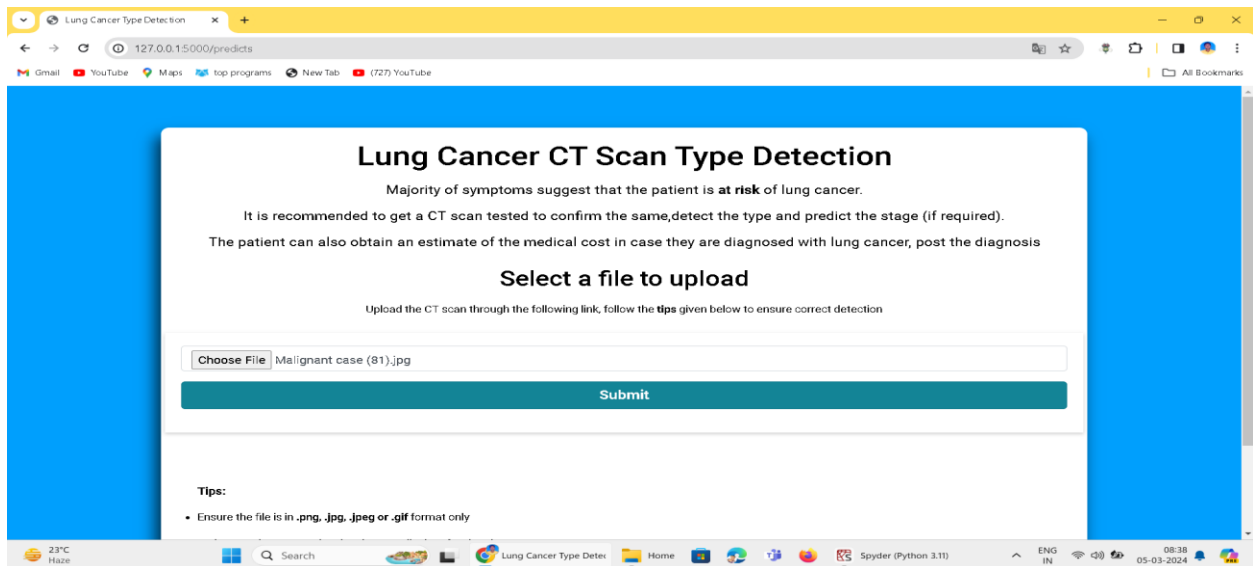 Lung Cancer Type Detection
127.0.0.1:5000/predicts
Gmail YouTube Maps top programs New Tab (727) YouTube All Bookmarks
Lung Cancer CT Scan Type Detection
Majority of symptoms suggest that the patient is at risk of lung cancer.
It is recommended to get a CT scan tested to confirm the same,detect the type and predict the stage (if required).
The patient can also obtain an estimate of the medical cost in case they are diagnosed with lung cancer, post the diagnosis
Select a file to upload
Upload the CT scan through the following link, follow the tips given below to ensure correct detection
Choose File Malignant case (81).jpg
Submit
Tips:
• Ensure the file is in .png, .jpg, .jpeg or .gif format only
23°C Search Lung Cancer Type Detec Home Spyder (Python 3.11) ENG 08:38
Haze IN 05-03-2024